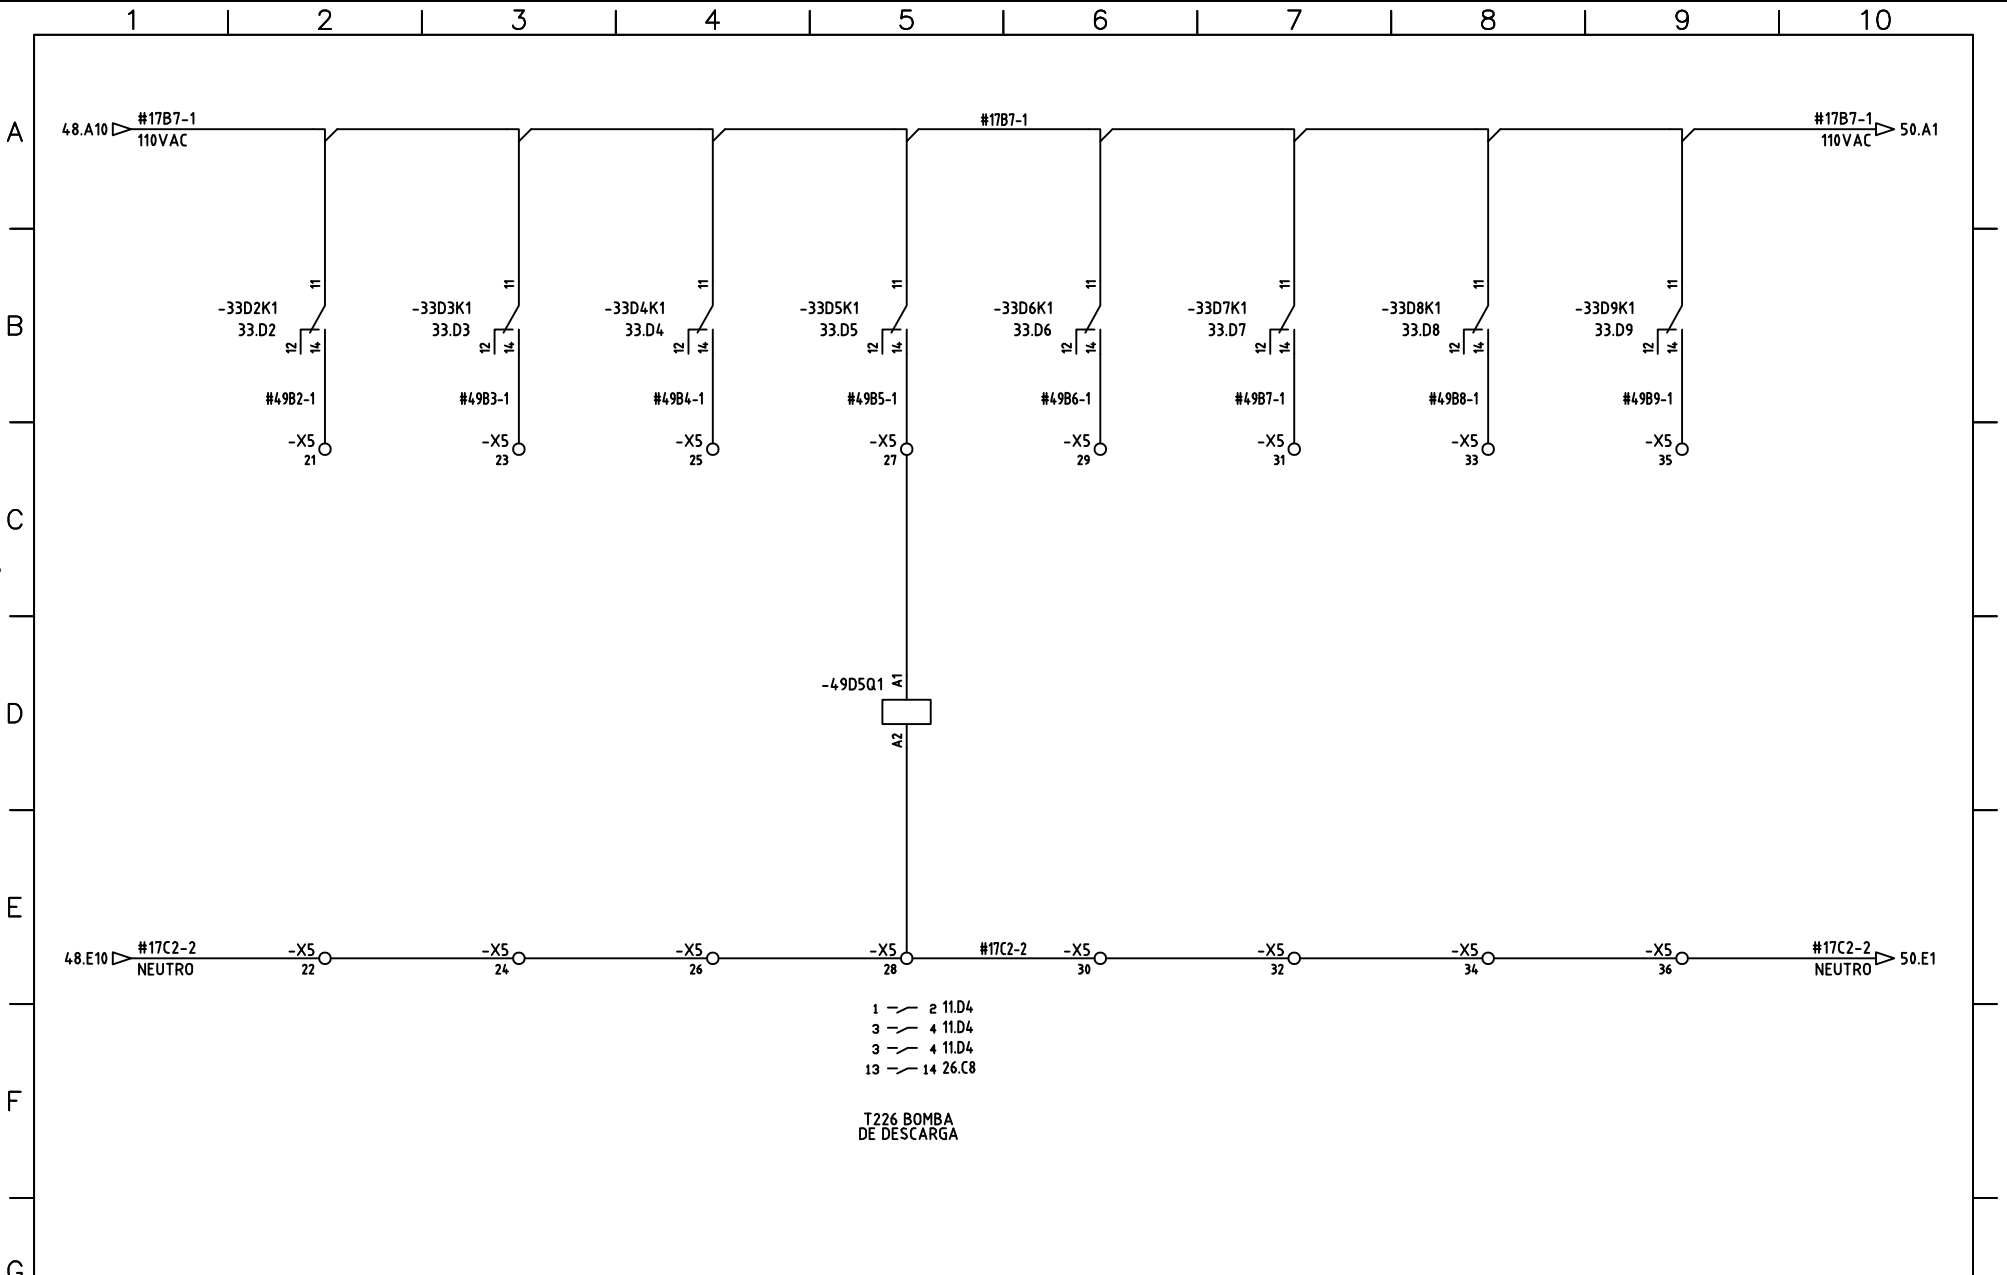 1 2 3 4 5 6 7 8 9 10
A
48.A10 #17B7-1 #17B7-1 #17B7-1 50.A1
110VAC 110VAC
11 11 11 11 11 11 11 11
-33D2K1 -33D3K1 -33D4K1 -33D5K1 -33D6K1 -33D7K1 -33D8K1 -33D9K1
B
33.D2 33.D3 33.D4 33.D5 33.D6 33.D7 33.D8 33.D9
12 14 12 14 12 14 12 14 12 14 12 14 12 14 12 14
#49B2-1 #49B3-1 #49B4-1 #49B5-1 #49B6-1 #49B7-1 #49B8-1 #49B9-1
-X5 -X5 -X5 -X5 -X5 -X5 -X5 -X5
21 23 25 27 29 31 33 35
C
-49D5Q1 A1
D
A2
E
48.E10 #17C2-2 -X5 -X5 -X5 -X5 #17C2-2 -X5 -X5 -X5 -X5 #17C2-2 50.E1
NEUTRO 22 24 26 28 30 32 34 36 NEUTRO
1 2 11.D4
3 4 11.D4
3 4 11.D4
13 14 26.C8
F
T226 BOMBA
DE DESCARGA
G